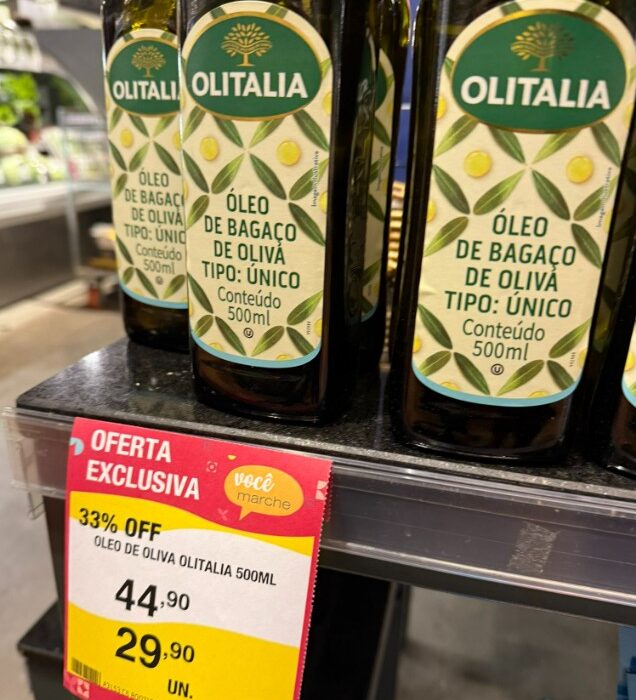 OLITALIA
ÓLEO
DE BAGAÇO
DE OLIVA
TIPO: ÚNIC
Conteúdo
500ml
OLITALIA
ÓLEO
DE BAGAÇO
DE OLIVA
TIPO: ÚNICO
Conteúdo
500ml
OLITALIA
ÓLEO
DE BAGAÇO
DE OLIVA
TIPO: ÚNICO
Conteúdo
500ml
OFERTA
EXCLUSIVA
você
marche
33% OFF
OLEO DE OLIVA OLITALIA 500ML
44,90
29,90
UN.